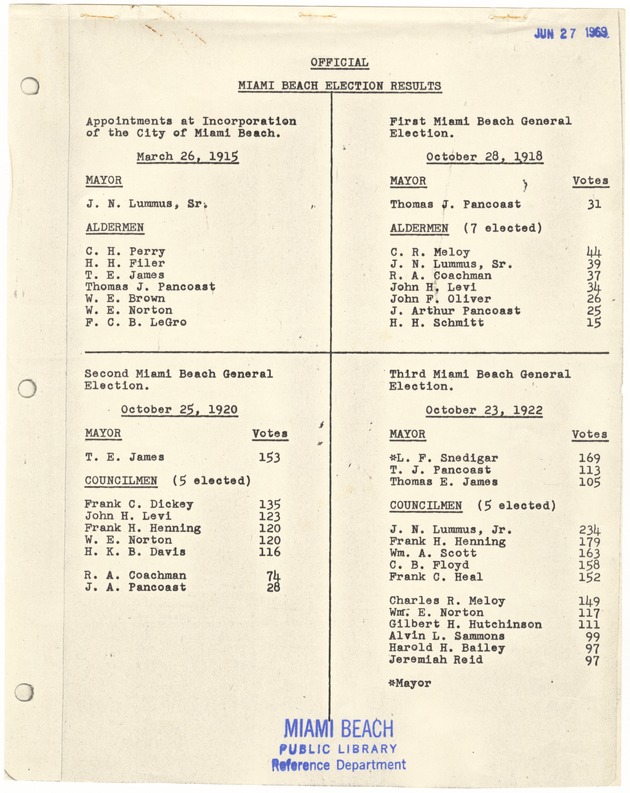 JUN 27 1969
OFFICIAL
MIAMI BEACH ELECTION RESULTS
Appointments at Incorporation
of the City of Miami Beach.
March 26, 1915
MAYOR
J. N. Lummus, Sr.
ALDERMEN
C. H. Perry
H. H. Filer
T. E. James
Thomas J. Pancoast
W. E. Brown
W. E. Norton
F. C. B. LeGro
First Miami Beach General
Election.
October 28, 1918
MAYOR Votes
Thomas J. Pancoast 31
ALDERMEN (7 elected)
C. R. Meloy 44
J. N. Lummus, Sr. 39
R. A. Coachman 37
John H. Levi 34
John F. Oliver 26
J. Arthur Pancoast 25
H. H. Schmitt 15
Second Miami Beach General
Election.
October 25, 1920
MAYOR Votes
T. E. James 153
COUNCILMEN (5 elected)
Frank C. Dickey 135
John H. Levi 123
Frank H. Henning 120
W. E. Norton 120
H. K. B. Davis 116
R. A. Coachman 74
J. A. Pancoast 28
Third Miami Beach General
Election.
October 23, 1922
MAYOR Votes
*L. F. Snedigar 169
T. J. Pancoast 113
Thomas E. James 105
COUNCILMEN (5 elected)
J. N. Lummus, Jr. 234
Frank H. Henning 179
Wm. A. Scott 163
C. B. Floyd 158
Frank C. Heal 152
Charles R. Meloy 149
Wm. E. Norton 117
Gilbert H. Hutchinson 111
Alvin L. Sammons 99
Harold H. Bailey 97
Jeremiah Reid 97
*Mayor
MIAMI BEACH
PUBLIC LIBRARY
Reference Department